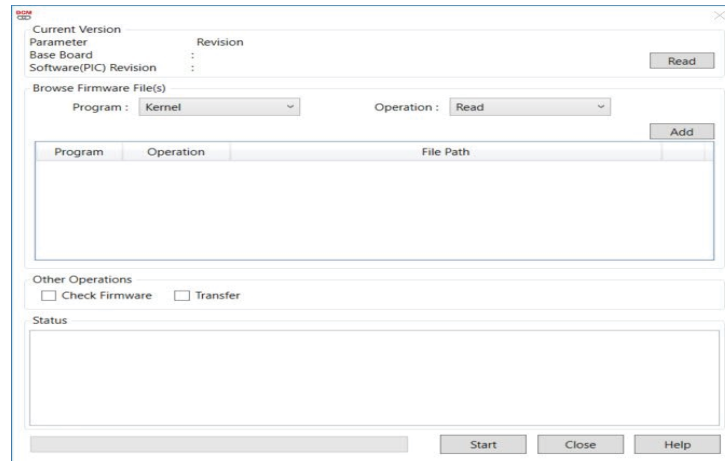 DCM
Current Version
Parameter Revision
Base Board :
Software(PIC) Revision :
Read
Browse Firmware File(s)
Program : Kernel Operation : Read
Add
Program Operation File Path
Other Operations
Check Firmware Transfer
Status
Start Close Help